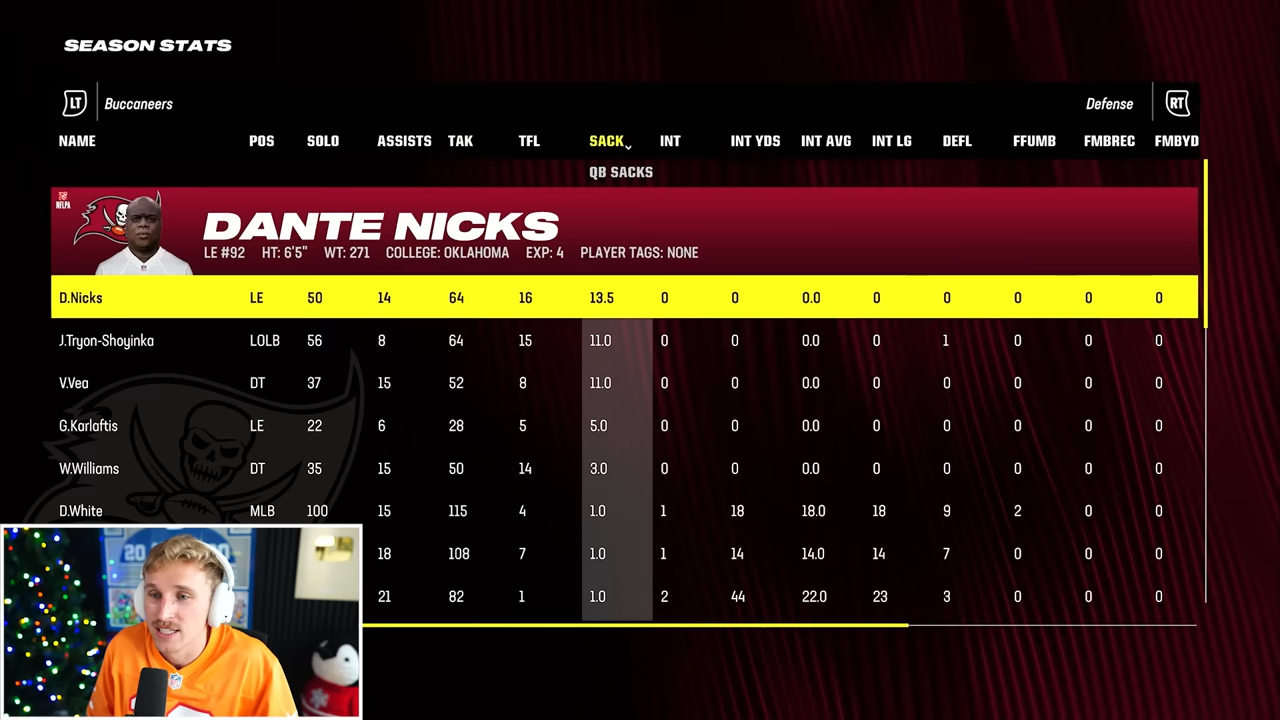 SEASON STATS
LT Buccaneers Defense RT
NAME POS SOLO ASSISTS TAK TFL SACK INT INT YDS INT AVG INT LG DEFL FFUMB FMBREC FMBYD
QB SACKS
NFLPA
DANTE NICKS
LE #92 HT: 6'5" WT: 271 COLLEGE: OKLAHOMA EXP: 4 PLAYER TAGS: NONE
D.Nicks LE 50 14 64 16 13.5 0 0 0.0 0 0 0 0 0
J.Tryon-Shoyinka LOLB 56 8 64 15 11.0 0 0 0.0 0 1 0 0 0
V.Vea DT 37 15 52 8 11.0 0 0 0.0 0 0 0 0 0
G.Karlaftis LE 22 6 28 5 5.0 0 0 0.0 0 0 0 0 0
W.Williams DT 35 15 50 14 3.0 0 0 0.0 0 0 0 0 0
D.White MLB 100 15 115 4 1.0 1 18 18.0 18 9 2 0 0
18 108 7 1.0 1 14 14.0 14 7 0 0 0
21 82 1 1.0 2 44 22.0 23 3 0 0 0